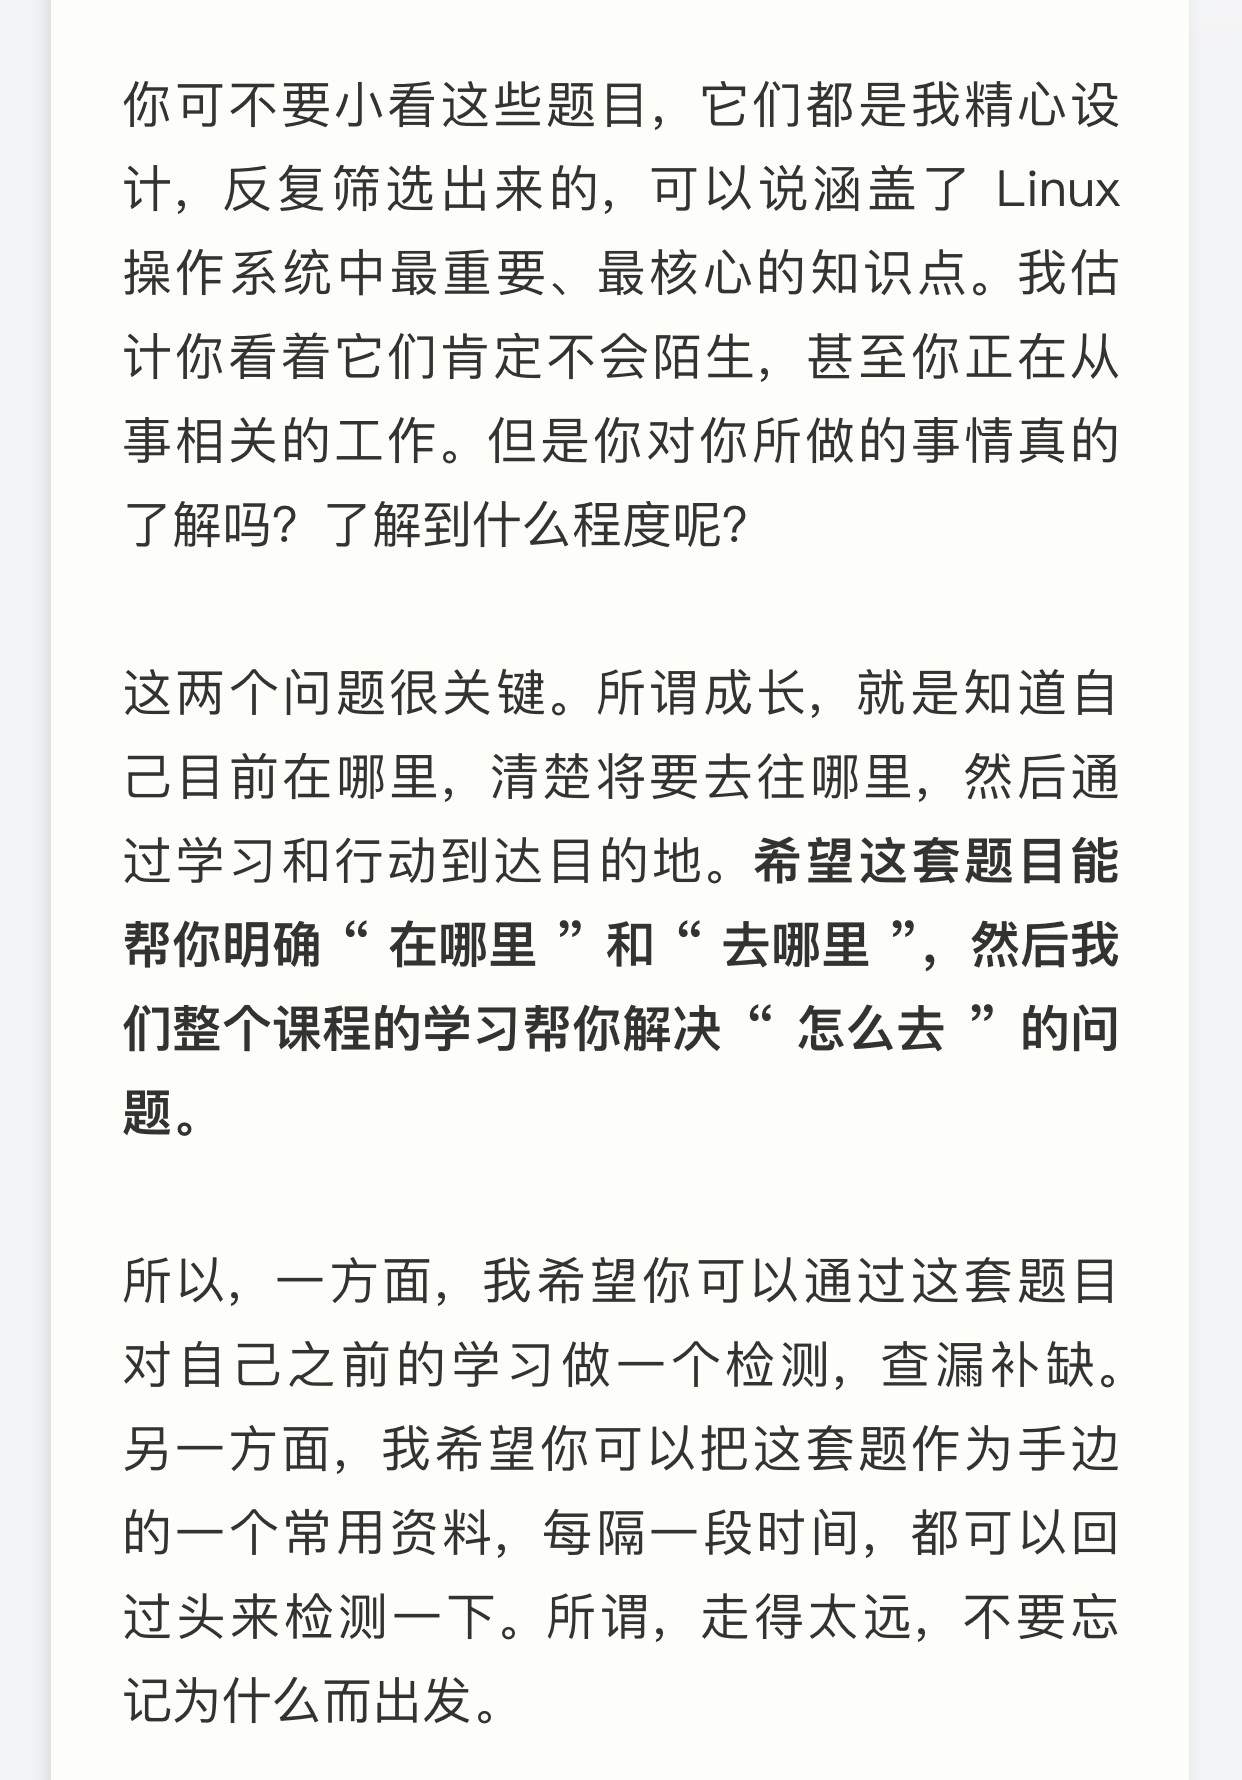 你可不要小看这些题目，它们都是我精心设
计，反复筛选出来的，可以说涵盖了 Linux
操作系统中最重要、最核心的知识点。我估
计你看着它们肯定不会陌生，甚至你正在从
事相关的工作。但是你对你所做的事情真的
了解吗？了解到什么程度呢？
这两个问题很关键。所谓成长，就是知道自
己目前在哪里，清楚将要去往哪里，然后通
过学习和行动到达目的地。希望这套题目能
帮你明确 “ 在哪里 ” 和 “ 去哪里 ”，然后我
们整个课程的学习帮你解决 “ 怎么去 ” 的问
题。
所以，一方面，我希望你可以通过这套题目
对自己之前的学习做一个检测，查漏补缺。
另一方面，我希望你可以把这套题作为手边
的一个常用资料，每隔一段时间，都可以回
过头来检测一下。所谓，走得太远，不要忘
记为什么而出发。